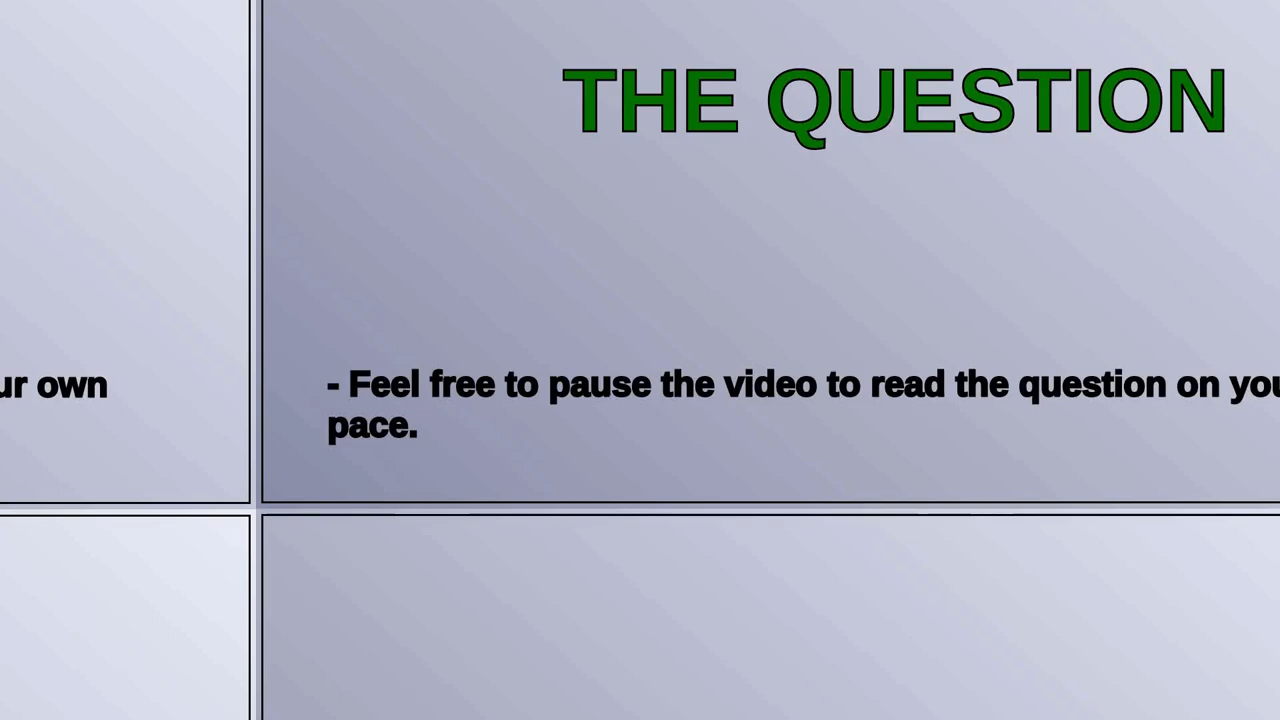 THE QUESTION
ur own
- Feel free to pause the video to read the question on you
pace.